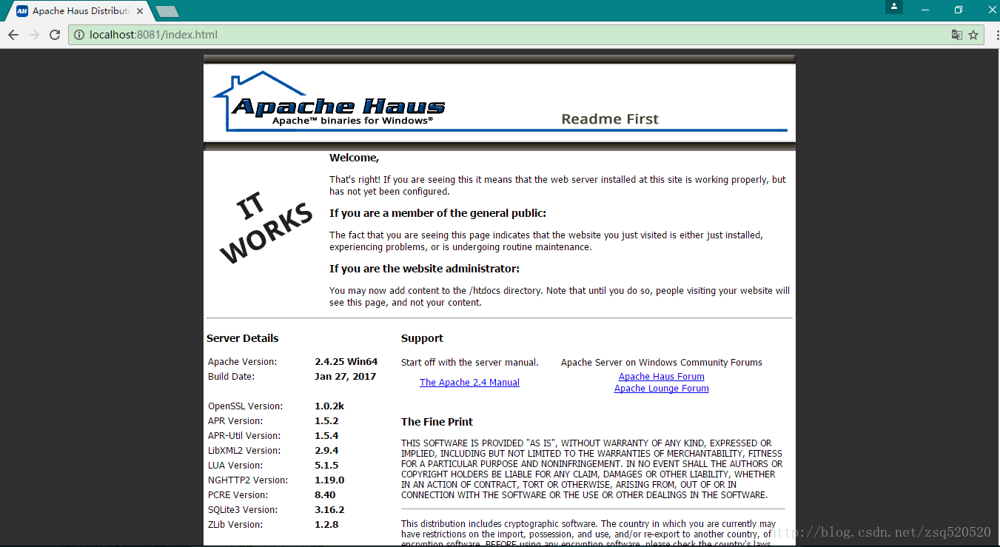 Apache Haus Distributi
localhost:8081/index.html
Apache Haus
Apache™ binaries for Windows®
Readme First
IT
WORKS
Welcome,
That's right! If you are seeing this it means that the web server installed at this site is working properly, but
has not yet been configured.
If you are a member of the general public:
The fact that you are seeing this page indicates that the website you just visited is either just installed,
experiencing problems, or is undergoing routine maintenance.
If you are the website administrator:
You may now add content to the /htdocs directory. Note that until you do so, people visiting your website will
see this page, and not your content.
Server Details
Apache Version: 2.4.25 Win64
Build Date: Jan 27, 2017
OpenSSL Version: 1.0.2k
APR Version: 1.5.2
APR-Util Version: 1.5.4
LibXML2 Version: 2.9.4
LUA Version: 5.1.5
NGHTTP2 Version: 1.19.0
PCRE Version: 8.40
SQLite3 Version: 3.16.2
ZLib Version: 1.2.8
Support
Start off with the server manual.
The Apache 2.4 Manual
Apache Server on Windows Community Forums
Apache Haus Forum
Apache Lounge Forum
The Fine Print
THIS SOFTWARE IS PROVIDED "AS IS", WITHOUT WARRANTY OF ANY KIND, EXPRESSED OR
IMPLIED, INCLUDING BUT NOT LIMITED TO THE WARRANTIES OF MERCHANTABILITY, FITNESS
FOR A PARTICULAR PURPOSE AND NONINFRINGEMENT. IN NO EVENT SHALL THE AUTHORS OR
COPYRIGHT HOLDERS BE LIABLE FOR ANY CLAIM, DAMAGES OR OTHER LIABILITY, WHETHER
IN AN ACTION OF CONTRACT, TORT OR OTHERWISE, ARISING FROM, OUT OF OR IN
CONNECTION WITH THE SOFTWARE OR THE USE OR OTHER DEALINGS IN THE SOFTWARE.
This distribution includes cryptographic software. The country in which you are currently may
have restrictions on the import, possession, and use, and/or re-export to another country, of
encryption software. BEFORE using any encryption software, please check the country's laws,
http://blog.csdn.net/zsq520520